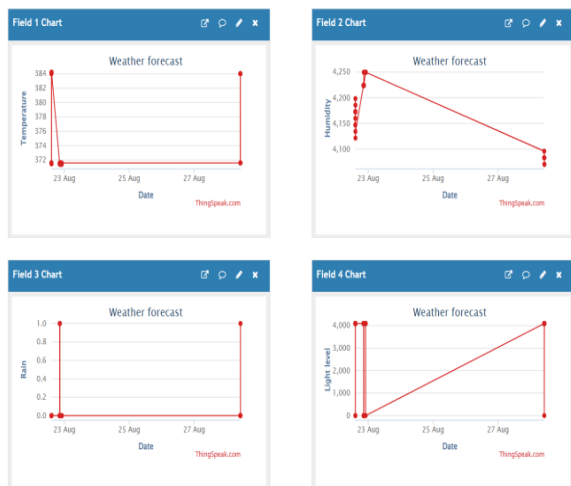 Field 1 Chart
Weather forecast
384
382
380
378
376
374
372
Temperature
23 Aug
25 Aug
27 Aug
Date
ThingSpeak.com
Field 2 Chart
Weather forecast
4,250
4,200
4,150
4,100
Humidity
23 Aug
25 Aug
27 Aug
Date
ThingSpeak.com
Field 3 Chart
Weather forecast
1.0
0.8
0.6
0.4
0.2
0.0
Rain
23 Aug
25 Aug
27 Aug
Date
ThingSpeak.com
Field 4 Chart
Weather forecast
4,000
3,000
2,000
1,000
0
Light level
23 Aug
25 Aug
27 Aug
Date
ThingSpeak.com